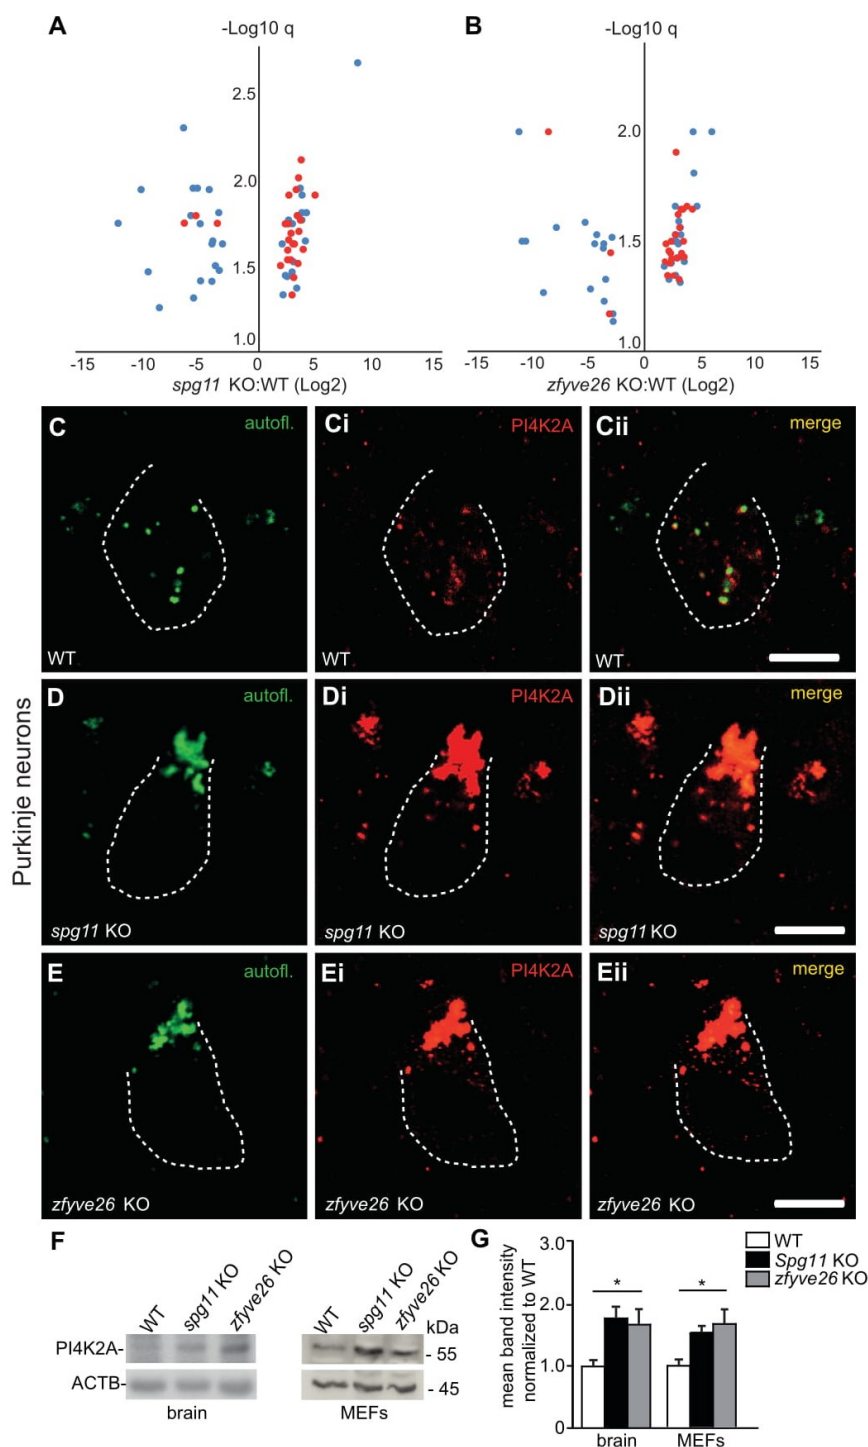 A
-Log10 q
B
-Log10 q
2.5
2.0
1.5
1.0
2.0
1.5
1.0
-15 -10 -5 0 5 10 15
-15 -10 -5 0 5 10 15
spg11 KO:WT (Log2)
zfyve26 KO:WT (Log2)
Purkinje neurons
C autofl.
WT
Ci PI4K2A
WT
Cii merge
WT
D autofl.
spg11 KO
Di PI4K2A
spg11 KO
Dii merge
spg11 KO
E autofl.
zfyve26 KO
Ei PI4K2A
zfyve26 KO
Eii merge
zfyve26 KO
F
WT spg11 KO zfyve26 KO
WT spg11 KO zfyve26 KO
kDa
PI4K2A-
- 55
ACTB-
- 45
brain
MEFs
G
WT
Spg11 KO
zfyve26 KO
mean band intensity
normalized to WT
3.0
2.0
1.0
0
* *
brain MEFs